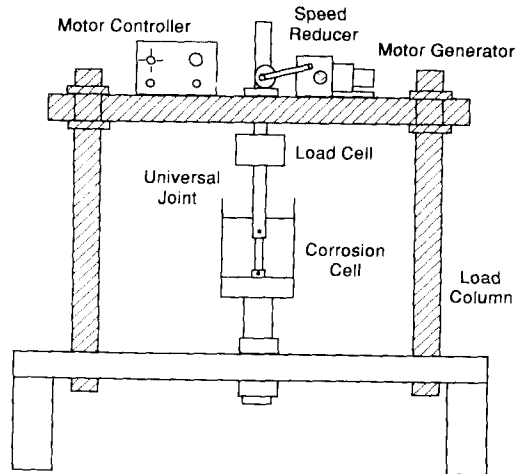 Motor Controller
Speed
Reducer
Motor Generator
Load Cell
Universal
Joint
Corrosion
Cell
Load
Column